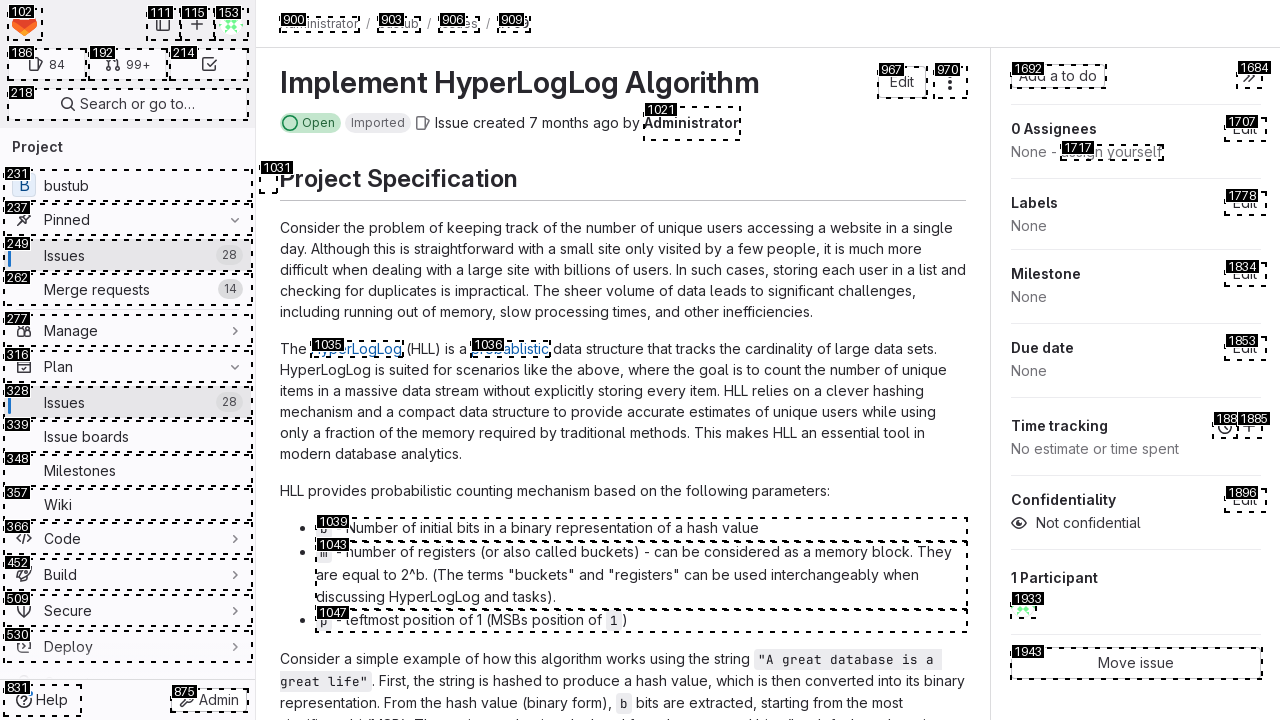 102
111
115
153
186
84
192
99+
214
218
Search or go to…
Project
231
B
bustub
237
Pinned
249
Issues
28
262
Merge requests
14
277
Manage
316
Plan
328
Issues
28
339
Issue boards
348
Milestones
357
Wiki
366
Code
452
Build
509
Secure
530
Deploy
831
Help
875
Admin
900
903
906
909
/
/
/
Implement HyperLogLog Algorithm
967
Edit
970
Open
Imported
Issue created 7 months ago by
1021
Administrator
1031
Project Specification
Consider the problem of keeping track of the number of unique users accessing a website in a single
day. Although this is straightforward with a small site only visited by a few people, it is much more
difficult when dealing with a large site with billions of users. In such cases, storing each user in a list and
checking for duplicates is impractical. The sheer volume of data leads to significant challenges,
including running out of memory, slow processing times, and other inefficiencies.
1035
1036
The HyperLogLog (HLL) is a probablistic data structure that tracks the cardinality of large data sets.
HyperLogLog is suited for scenarios like the above, where the goal is to count the number of unique
items in a massive data stream without explicitly storing every item. HLL relies on a clever hashing
mechanism and a compact data structure to provide accurate estimates of unique users while using
only a fraction of the memory required by traditional methods. This makes HLL an essential tool in
modern database analytics.
HLL provides probabilistic counting mechanism based on the following parameters:
1039
b - Number of initial bits in a binary representation of a hash value
1043
m - number of registers (or also called buckets) - can be considered as a memory block. They
are equal to 2^b. (The terms "buckets" and "registers" can be used interchangeably when
discussing HyperLogLog and tasks).
1047
p - leftmost position of 1 (MSBs position of 1 )
Consider a simple example of how this algorithm works using the string "A great database is a
great life". First, the string is hashed to produce a hash value, which is then converted into its binary
representation. From the hash value (binary form), b bits are extracted, starting from the most
1692
Add a to do
1684
0 Assignees
1707
Edit
None -
1717
assign yourself
Labels
1778
Edit
None
Milestone
1834
Edit
None
Due date
1853
Edit
None
Time tracking
188
1885
No estimate or time spent
Confidentiality
1896
Edit
Not confidential
1 Participant
1933
1943
Move issue